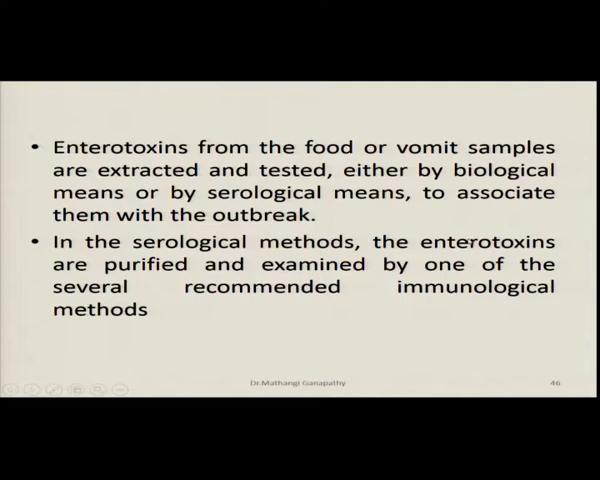 • Enterotoxins from the food or vomit samples
are extracted and tested, either by biological
means or by serological means, to associate
them with the outbreak.
• In the serological methods, the enterotoxins
are purified and examined by one of the
several recommended immunological
methods
Dr.Mathangi Ganapathy 46